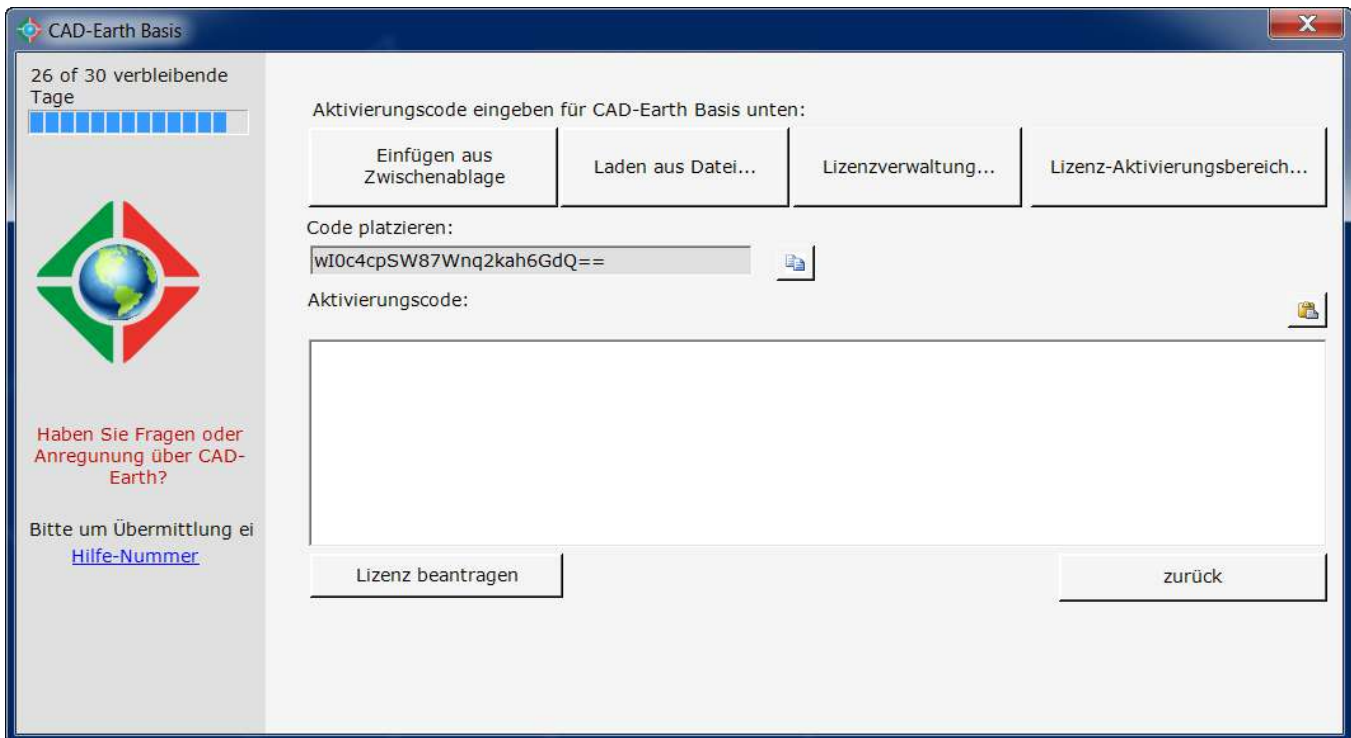 CAD-Earth Basis
26 of 30 verbleibende
Tage
Aktivierungscode eingeben für CAD-Earth Basis unten:
Einfügen aus
Zwischenablage
Laden aus Datei...
Lizenzverwaltung...
Lizenz-Aktivierungsbereich...
Code platzieren:
wI0c4cpSW87Wnq2kah6GdQ==
Aktivierungscode:
Haben Sie Fragen oder
Anregunung über CAD-
Earth?
Bitte um Übermittlung ei
Hilfe-Nummer
Lizenz beantragen
zurück